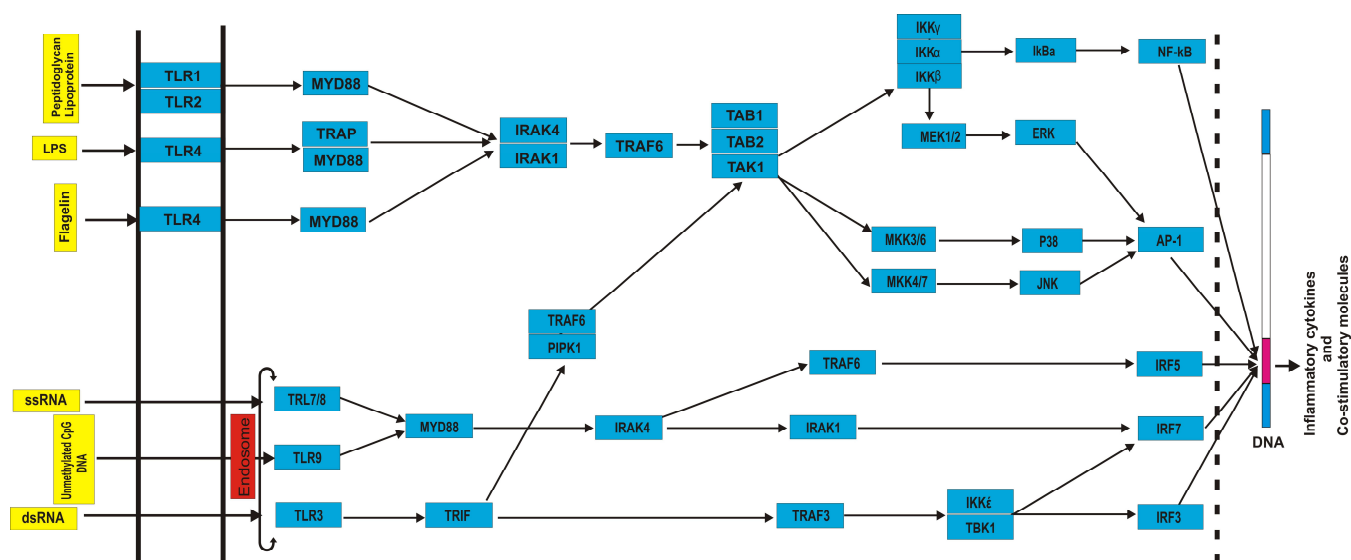 Peptidoglycan
Lipoprotein
TLR1
TLR2
MYD88
LPS
TLR4
TRAP
MYD88
Flagelin
TLR4
MYD88
IRAK4
IRAK1
TRAF6
TAB1
TAB2
TAK1
IKKγ
IKKα
IKKβ
IkBa
NF-kB
MEK1/2
ERK
MKK3/6
P38
AP-1
MKK4/7
JNK
TRAF6
PIPK1
ssRNA
Unmethylated CpG
DNA
dsRNA
Endosome
TRL7/8
TLR9
TLR3
MYD88
TRIF
IRAK4
TRAF6
IRAK1
TRAF3
IKKέ
TBK1
IRF5
IRF7
IRF3
DNA
Inflammatory cytokines
and
Co-stimulatory molecules